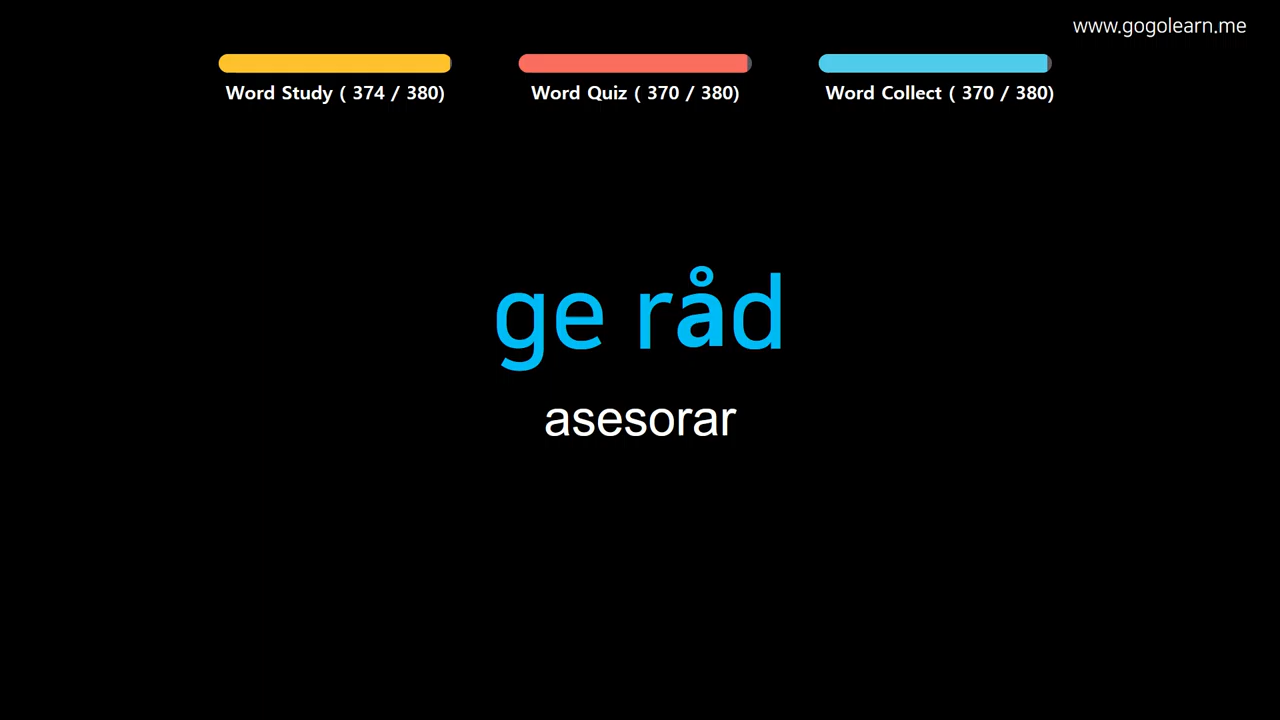 www.gogolearn.me
Word Study ( 374 / 380)
Word Quiz ( 370 / 380)
Word Collect ( 370 / 380)
ge råd
asesorar